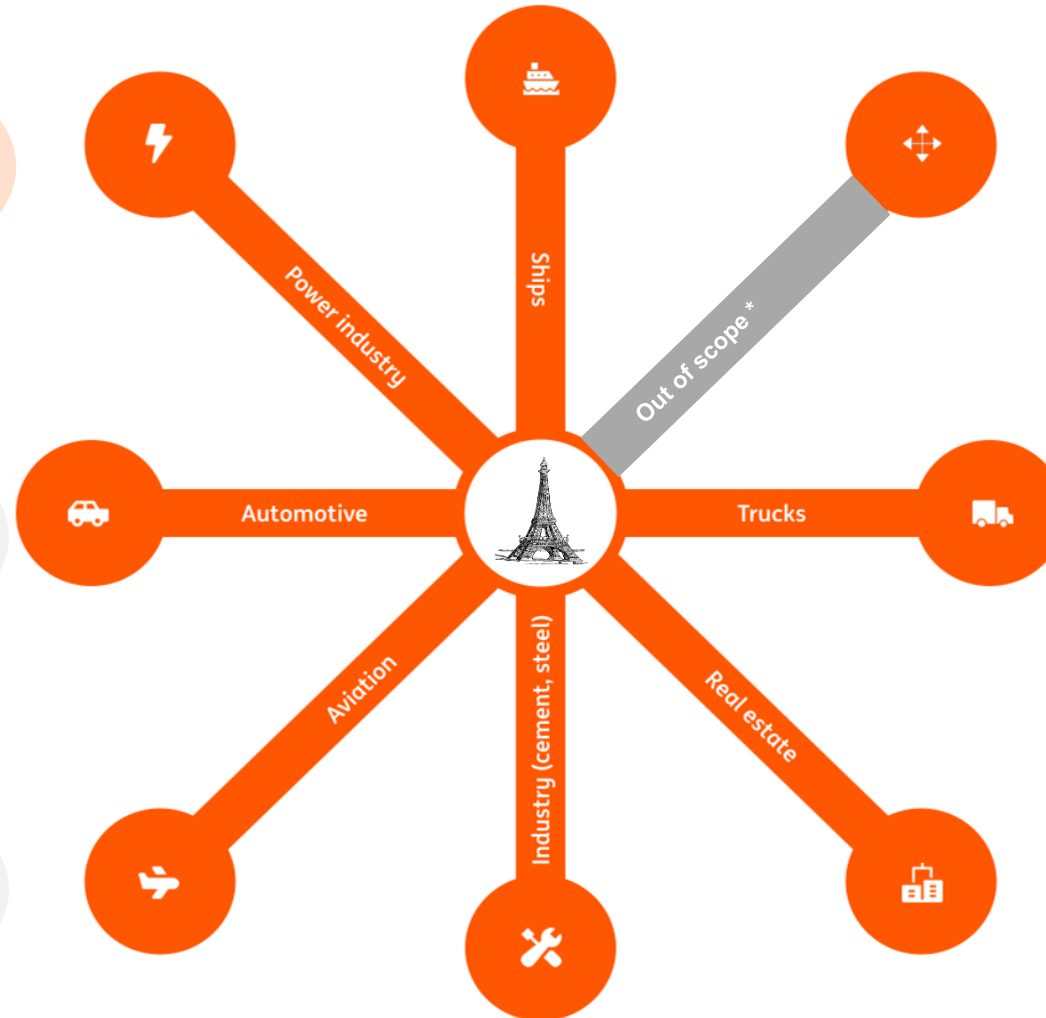 Ships
Power industry
Out of scope *
Automotive
Trucks
Aviation
Industry (cement, steel)
Real estate